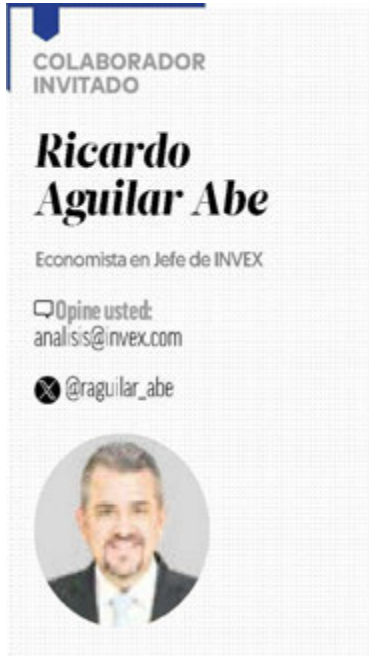 COLABORADOR
INVITADO
Ricardo
Aguilar Abe
Economista en Jefe de INVEX
Opine usted:
analisis@invex.com
@raguilar_abe